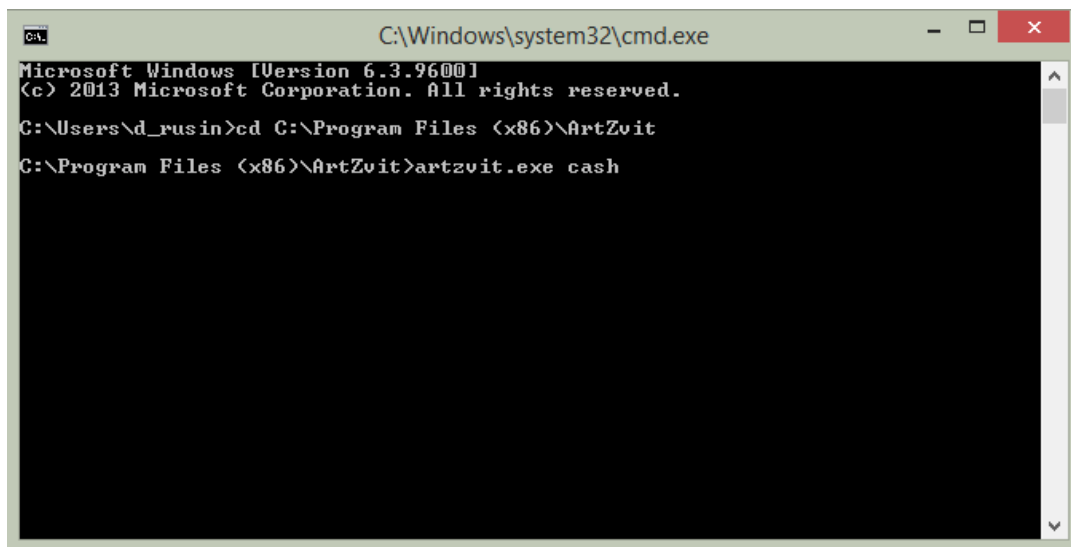 C:\Windows\system32\cmd.exe
Microsoft Windows [Version 6.3.9600]
(c) 2013 Microsoft Corporation. All rights reserved.
C:\Users\d_rusin>cd C:\Program Files (x86)\ArtZvit
C:\Program Files (x86)\ArtZvit>artzvit.exe cash